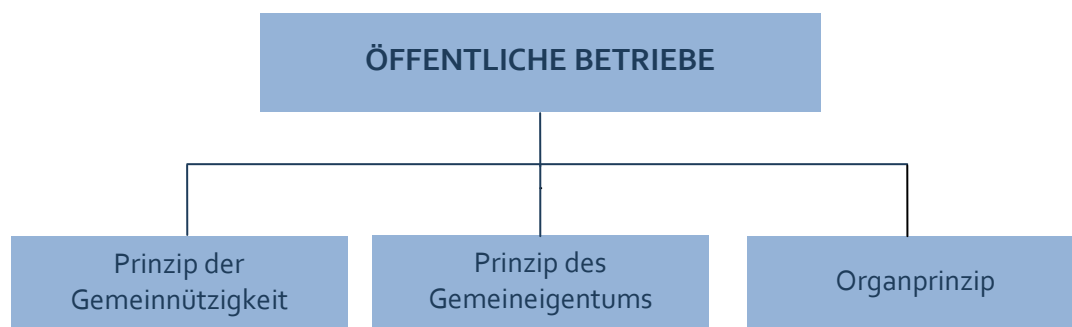 ÖFFENTLICHE BETRIEBE
Prinzip der
Gemeinnützigkeit
Prinzip des
Gemeineigentums
Organprinzip